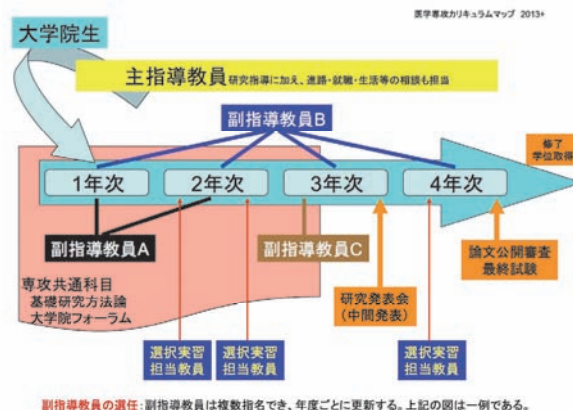 医学専攻カリキュラムマップ 2013+
大学院生
主指導教員 研究指導に加え、進路・就職・生活等の相談も担当
副指導教員B
修了
学位取得
1年次
2年次
3年次
4年次
副指導教員A
副指導教員C
専攻共通科目
基礎研究方法論
大学院フォーラム
研究発表会
(中間発表)
論文公開審査
最終試験
選択実習
担当教員
選択実習
担当教員
選択実習
担当教員
副指導教員の選任:副指導教員は複数指名でき、年度ごとに更新する。上記の図は一例である。